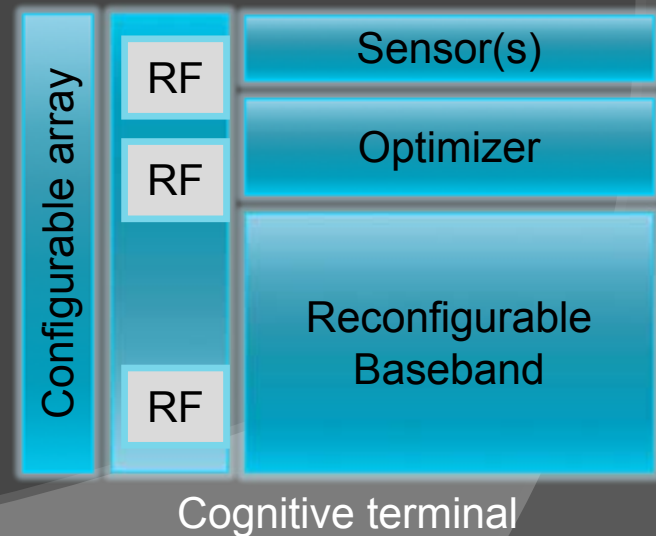 Configurable array
RF
RF
RF
Sensor(s)
Optimizer
Reconfigurable
Baseband
Cognitive terminal